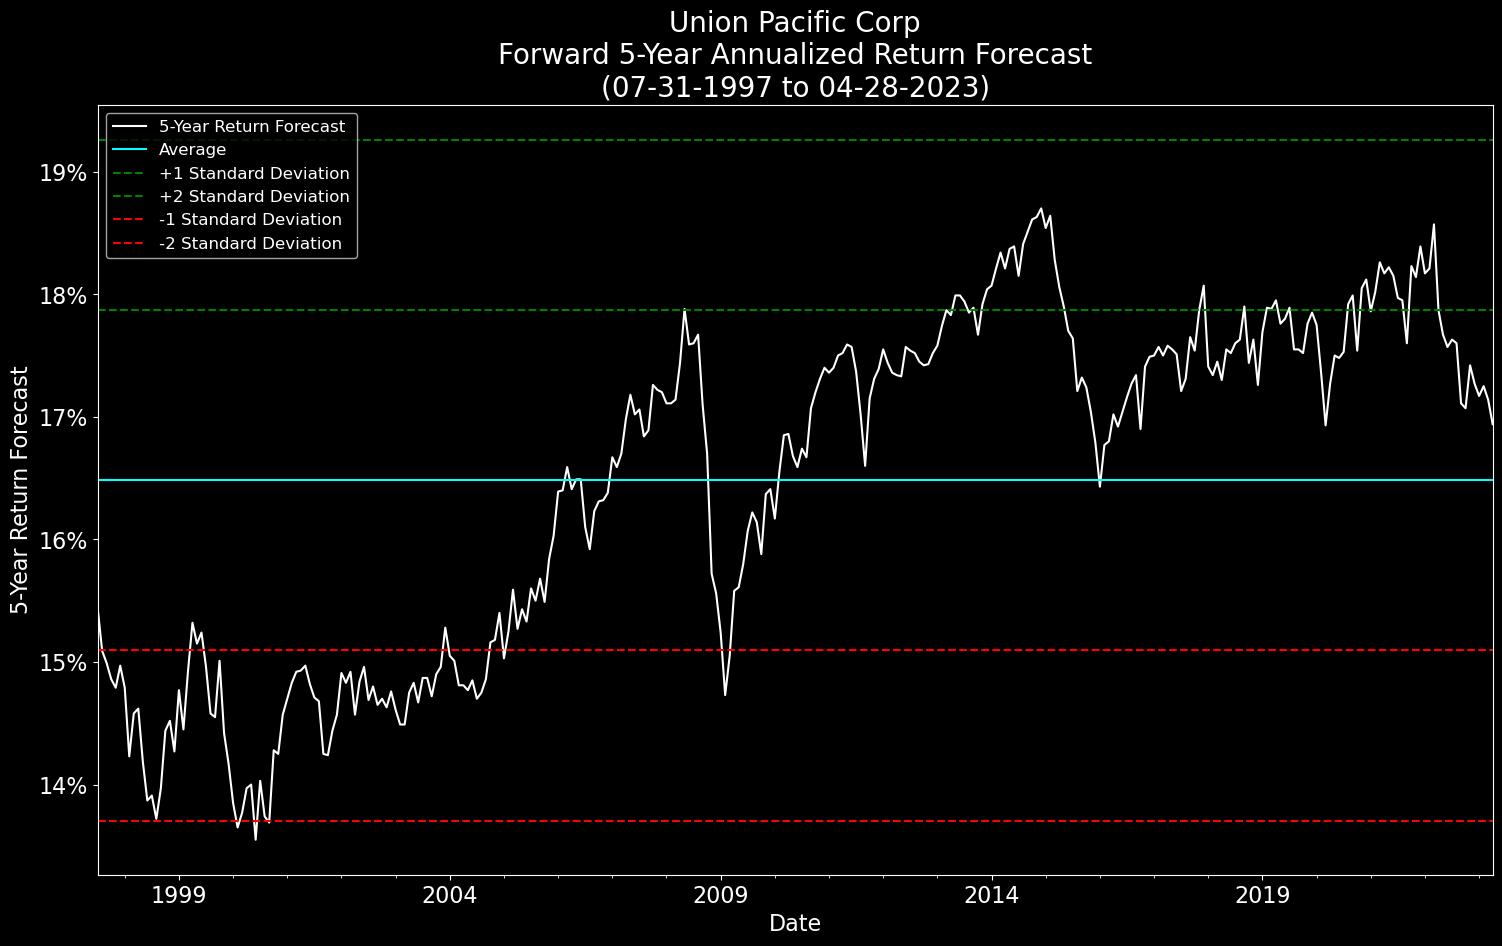 Union Pacific Corp
Forward 5-Year Annualized Return Forecast
(07-31-1997 to 04-28-2023)
5-Year Return Forecast
Average
+1 Standard Deviation
+2 Standard Deviation
-1 Standard Deviation
-2 Standard Deviation
19%
18%
17%
16%
15%
14%
5-Year Return Forecast
1999
2004
2009
2014
2019
Date